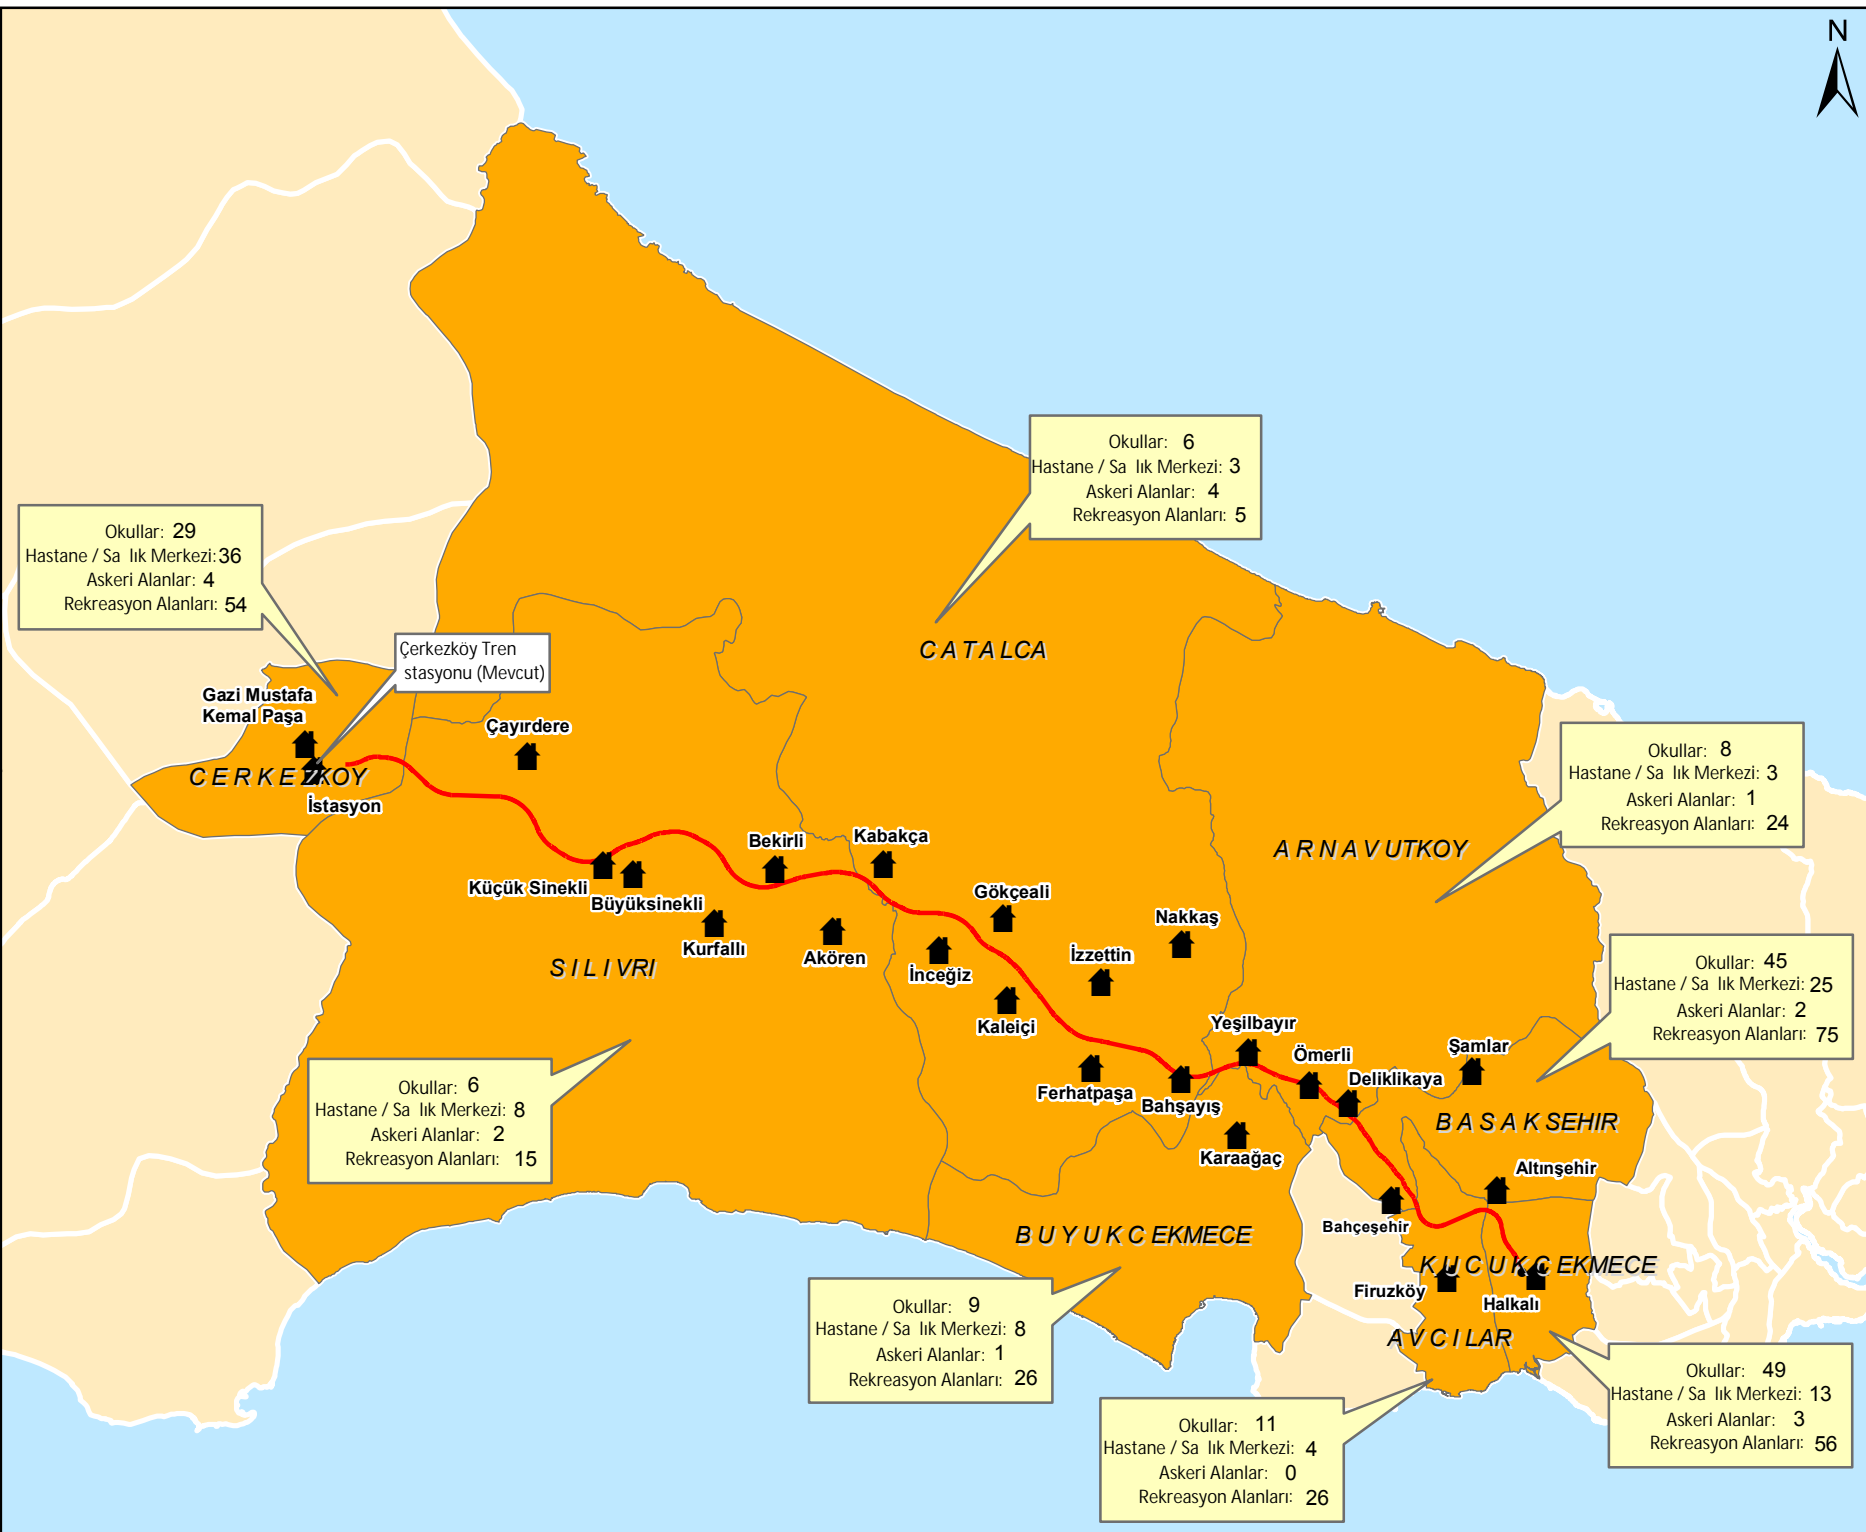 N
Okullar: 6
Hastane / Sa lık Merkezi: 3
Askeri Alanlar: 4
Rekreasyon Alanları: 5
Okullar: 29
Hastane / Sa lık Merkezi: 36
Askeri Alanlar: 4
Rekreasyon Alanları: 54
Çerkezköy Tren
stasyonu (Mevcut)
CATALCA
Gazi Mustafa
Kemal Paşa
Çayırdere
CERKEZKOY
İstasyon
Okullar: 8
Hastane / Sa lık Merkezi: 3
Askeri Alanlar: 1
Rekreasyon Alanları: 24
Bekirli
Kabakça
ARNAVUTKOY
Küçük Sinekli
Büyüksinekli
Gökçeali
Nakkaş
Kurfallı
Akören
İnceğiz
İzzettin
SILIVRI
Okullar: 45
Hastane / Sa lık Merkezi: 25
Askeri Alanlar: 2
Rekreasyon Alanları: 75
Kaleiçi
Yeşilbayır
Ömerli
Şamlar
Deliklikaya
Ferhatpaşa
Bahşayış
Okullar: 6
Hastane / Sa lık Merkezi: 8
Askeri Alanlar: 2
Rekreasyon Alanları: 15
BASAKSEHIR
Karaağaç
Altınşehir
Bahçeşehir
BUYUKCEKMECE
KUCUKCEKMECE
Firuzköy
Halkalı
AVCILAR
Okullar: 9
Hastane / Sa lık Merkezi: 8
Askeri Alanlar: 1
Rekreasyon Alanları: 26
Okullar: 49
Hastane / Sa lık Merkezi: 13
Askeri Alanlar: 3
Rekreasyon Alanları: 56
Okullar: 11
Hastane / Sa lık Merkezi: 4
Askeri Alanlar: 0
Rekreasyon Alanları: 26